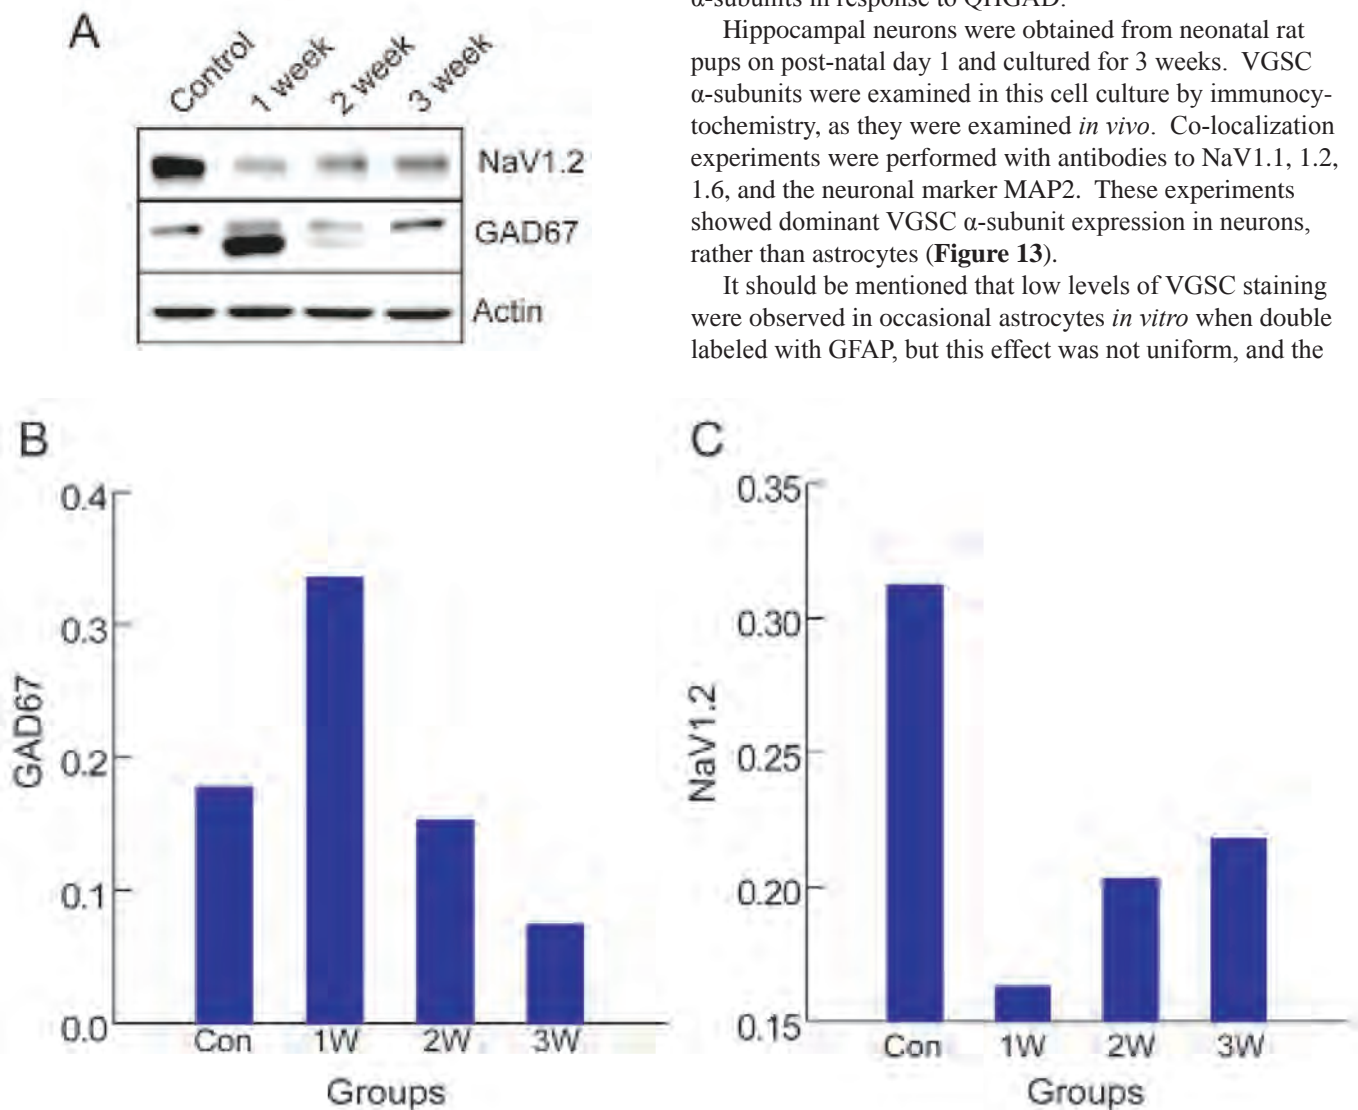 α-subunits in response to QHGAD.
Hippocampal neurons were obtained from neonatal rat
pups on post-natal day 1 and cultured for 3 weeks. VGSC
α-subunits were examined in this cell culture by immunocy-
tochemistry, as they were examined in vivo. Co-localization
experiments were performed with antibodies to NaV1.1, 1.2,
1.6, and the neuronal marker MAP2. These experiments
showed dominant VGSC α-subunit expression in neurons,
rather than astrocytes (Figure 13).
It should be mentioned that low levels of VGSC staining
were observed in occasional astrocytes in vitro when double
labeled with GFAP, but this effect was not uniform, and the
A
Control 1 week 2 week 3 week
NaV1.2
GAD67
Actin
B
GAD67
0.4
0.3
0.2
0.1
0.0
Con 1W 2W 3W
Groups
C
NaV1.2
0.35
0.30
0.25
0.20
0.15
Con 1W 2W 3W
Groups